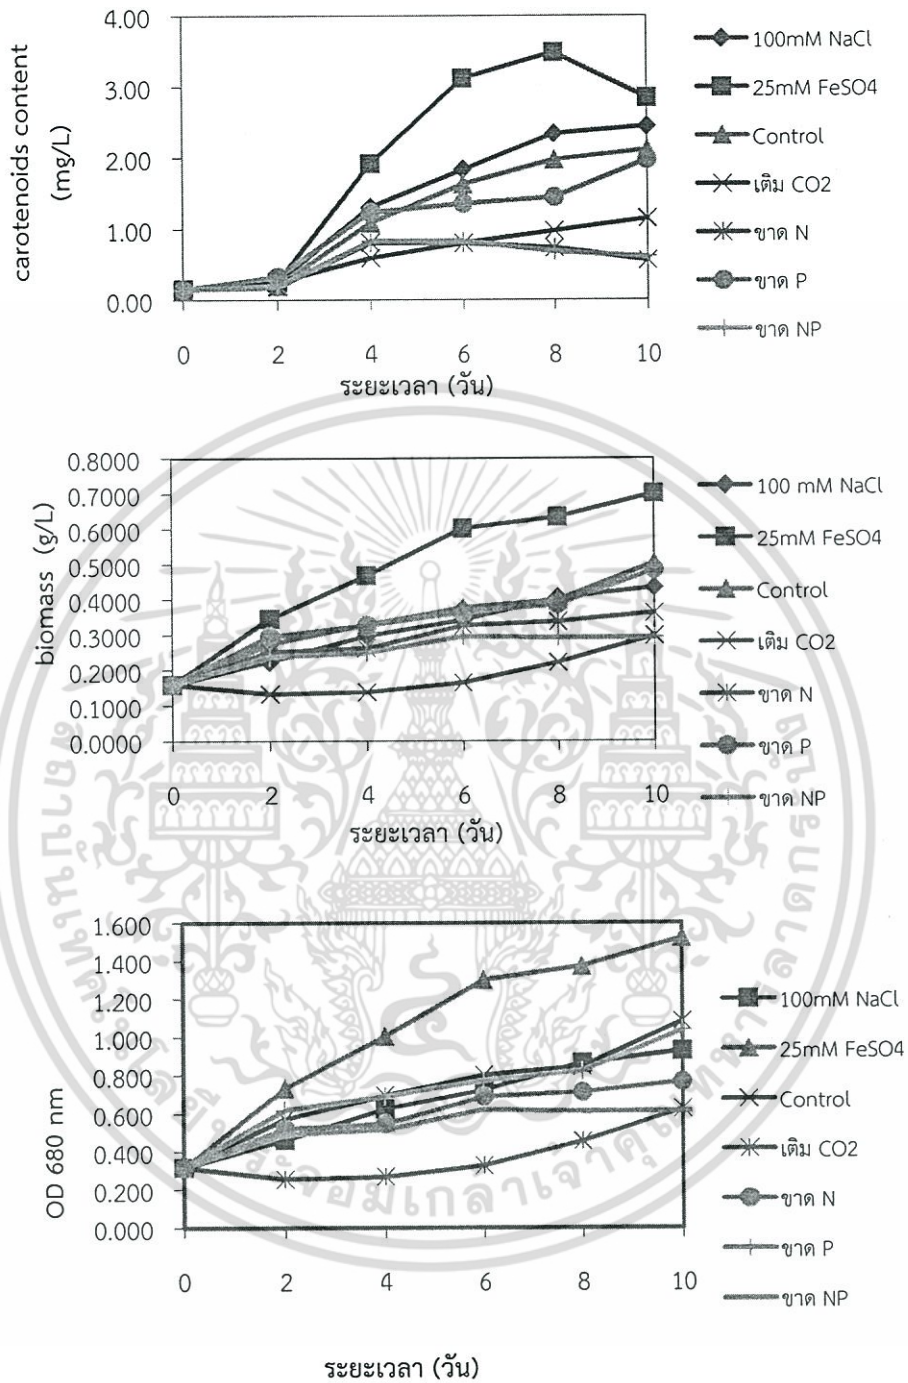 carotenoids content
(mg/L)
4.00
3.00
2.00
1.00
0.00
0 2 4 6 8 10
ระยะเวลา (วัน)
100mM NaCl
25mM FeSO4
Control
เติม CO2
ขาด N
ขาด P
ขาด NP
biomass (g/L)
0.8000
0.7000
0.6000
0.5000
0.4000
0.3000
0.2000
0.1000
0.0000
0 2 4 6 8 10
ระยะเวลา (วัน)
100 mM NaCl
25mM FeSO4
Control
เติม CO2
ขาด N
ขาด P
ขาด NP
OD 680 nm
1.600
1.400
1.200
1.000
0.800
0.600
0.400
0.200
0.000
0 2 4 6 8 10
ระยะเวลา (วัน)
100mM NaCl
25mM FeSO4
Control
เติม CO2
ขาด N
ขาด P
ขาด NP